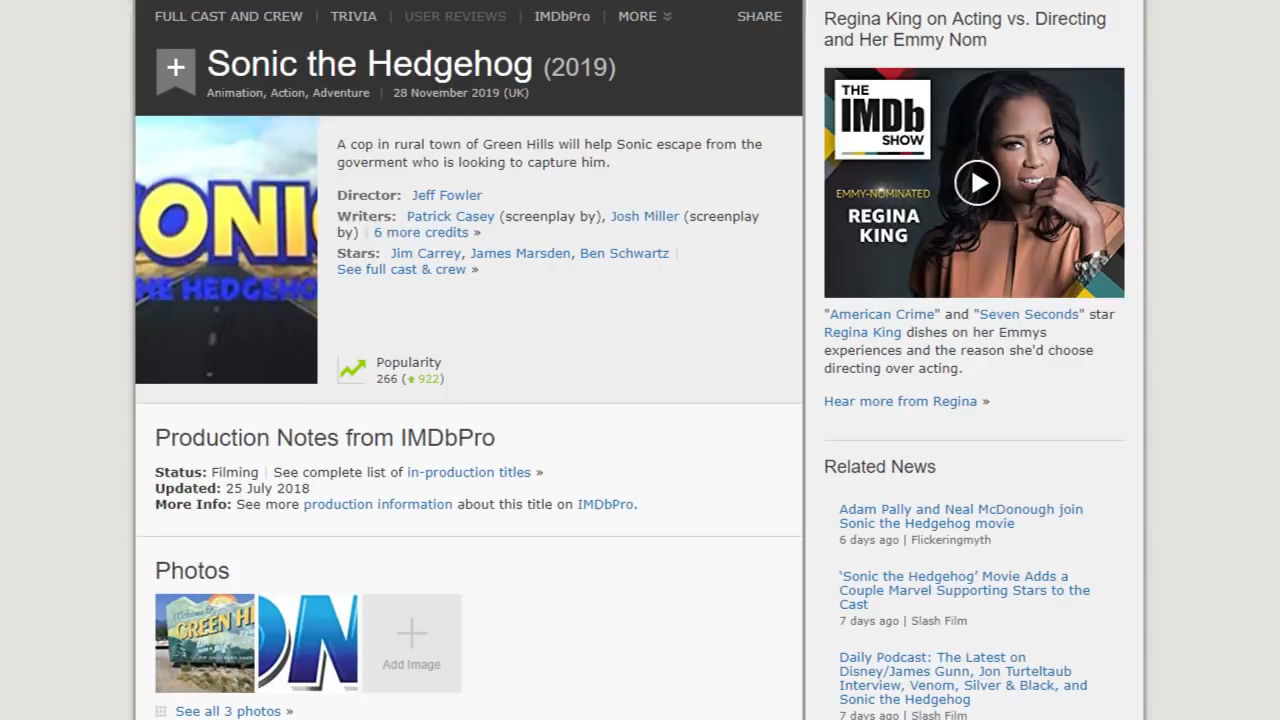 FULL CAST AND CREW | TRIVIA | USER REVIEWS | IMDbPro | MORE SHARE
+ Sonic the Hedgehog (2019)
Animation, Action, Adventure | 28 November 2019 (UK)
SONIC
THE HEDGEHOG
A cop in rural town of Green Hills will help Sonic escape from the
goverment who is looking to capture him.
Director: Jeff Fowler
Writers: Patrick Casey (screenplay by), Josh Miller (screenplay
by) | 6 more credits »
Stars: Jim Carrey, James Marsden, Ben Schwartz |
See full cast & crew »
Popularity
266 (922)
Production Notes from IMDbPro
Status: Filming | See complete list of in-production titles »
Updated: 25 July 2018
More Info: See more production information about this title on IMDbPro.
Photos
GREEN HI
ON
Add Image
See all 3 photos »
Regina King on Acting vs. Directing
and Her Emmy Nom
THE
IMDb
SHOW
EMMY-NOMINATED
REGINA
KING
"American Crime" and "Seven Seconds" star
Regina King dishes on her Emmys
experiences and the reason she'd choose
directing over acting.
Hear more from Regina »
Related News
Adam Pally and Neal McDonough join
Sonic the Hedgehog movie
6 days ago | Flickeringmyth
‘Sonic the Hedgehog’ Movie Adds a
Couple Marvel Supporting Stars to the
Cast
7 days ago | Slash Film
Daily Podcast: The Latest on
Disney/James Gunn, Jon Turteltaub
Interview, Venom, Silver & Black, and
Sonic the Hedgehog
7 days ago | Slash Film